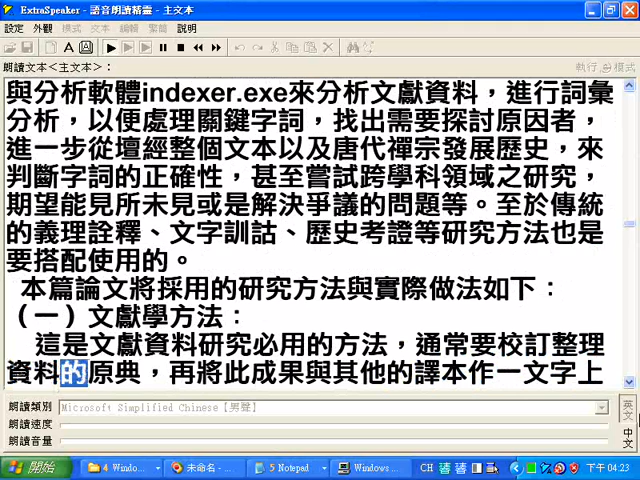 ExtraSpeaker - 語音朗讀精靈 - 主文本
設定 外觀 模式 文本 編輯 繁簡 說明
朗讀文本<主文本>： 執行_模式
與分析軟體indexer.exe來分析文獻資料，進行詞彙
分析，以便處理關鍵字詞，找出需要探討原因者，
進一步從壇經整個文本以及唐代禪宗發展歷史，來
判斷字詞的正確性，甚至嘗試跨學科領域之研究，
期望能見所未見或是解決爭議的問題等。至於傳統
的義理詮釋、文字訓詁、歷史考證等研究方法也是
要搭配使用的。
本篇論文將採用的研究方法與實際做法如下：
（一）文獻學方法：
這是文獻資料研究必用的方法，通常要校訂整理
資料的原典，再將此成果與其他的譯本作一文字上
朗讀類別 Microsoft Simplified Chinese【男聲】
朗讀速度
朗讀音量
英文
中文
開始 4 Windo... 未命名 - ... 5 Notepad Windows ... CH 下午 04:23